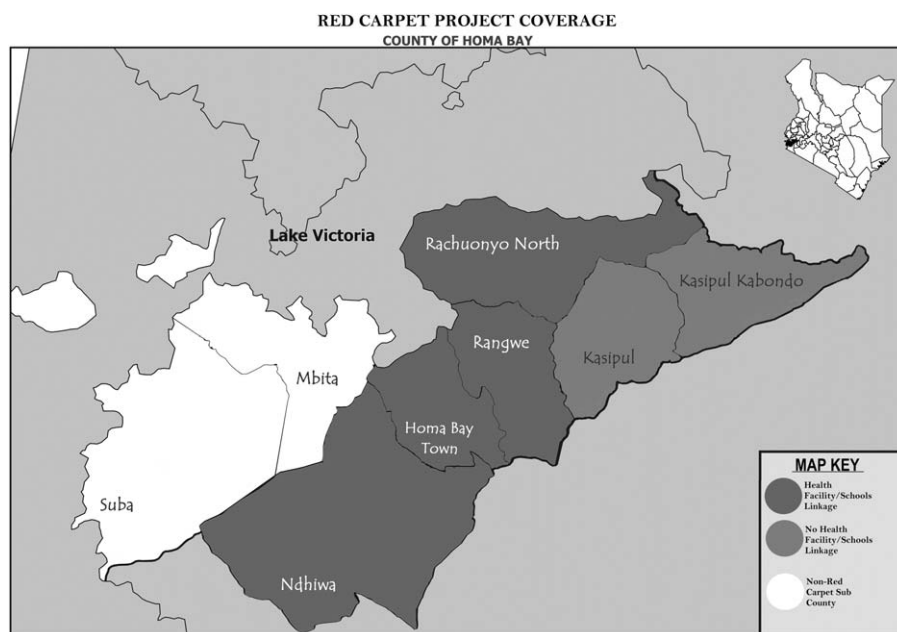 RED CARPET PROJECT COVERAGE
COUNTY OF HOMA BAY
Lake Victoria
Rachuonyo North
Kasipul Kabondo
Rangwe
Kasipul
Mbita
Homa Bay
Town
Suba
Ndhiwa
MAP KEY
Health
Facility/Schools
Linkage
No Health
Facility/Schools
Linkage
Non-Red
Carpet Sub
County